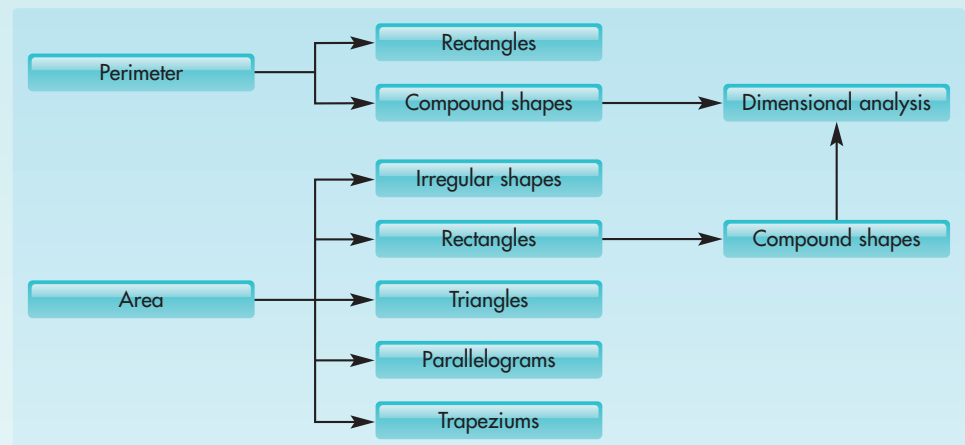 Rectangles
Perimeter
Compound shapes
Dimensional analysis
Irregular shapes
Rectangles
Compound shapes
Area
Triangles
Parallelograms
Trapeziums